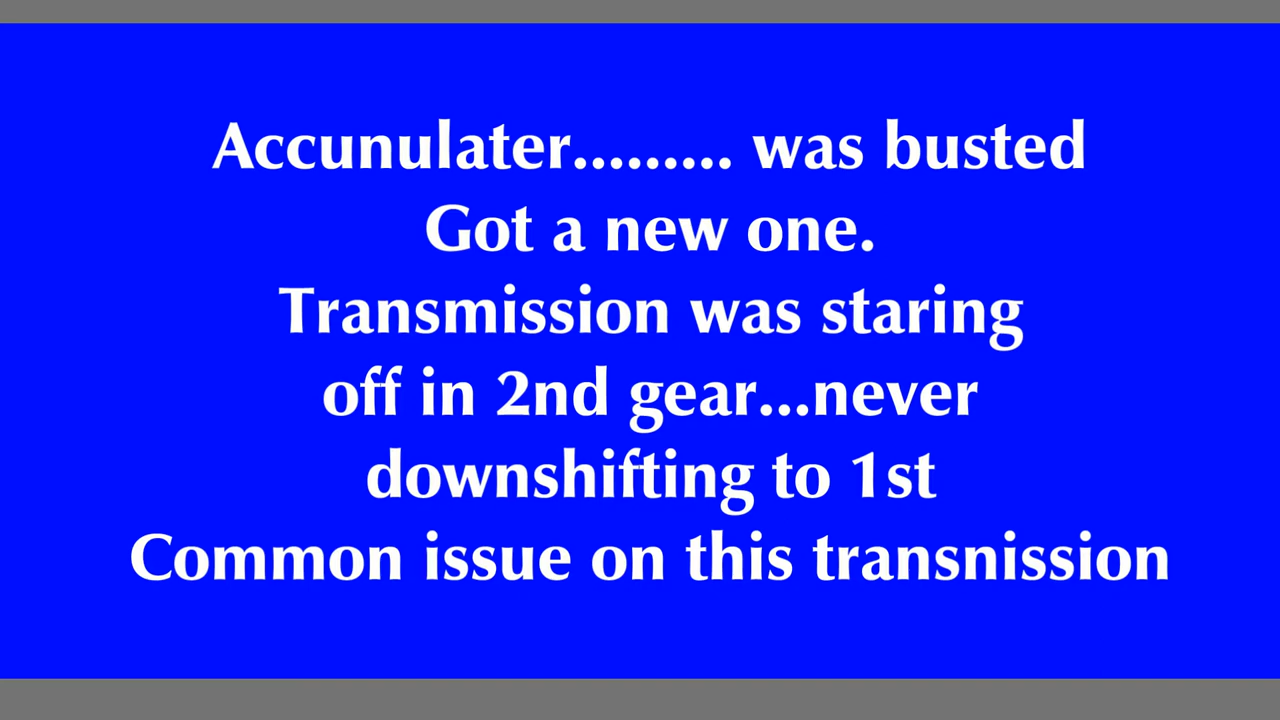 Accunulater......... was busted
Got a new one.
Transmission was staring
off in 2nd gear...never
downshifting to 1st
Common issue on this transnission